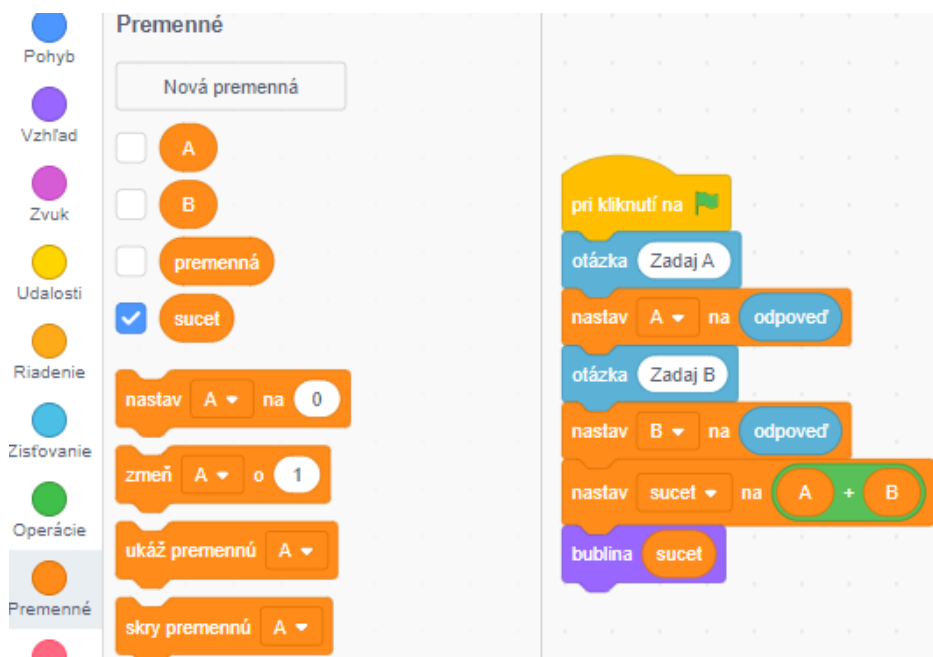 Pohyb
Vzhľad
Zvuk
Udalosti
Riadenie
Zisťovanie
Operácie
Premenné
Premenné
Nová premenná
A
B
premenná
sucet
nastav A na 0
zmeň A o 1
ukáž premennú A
skry premennú A
pri kliknutí na
otázka Zadaj A
nastav A na odpoveď
otázka Zadaj B
nastav B na odpoveď
nastav sucet na A + B
bublina sucet